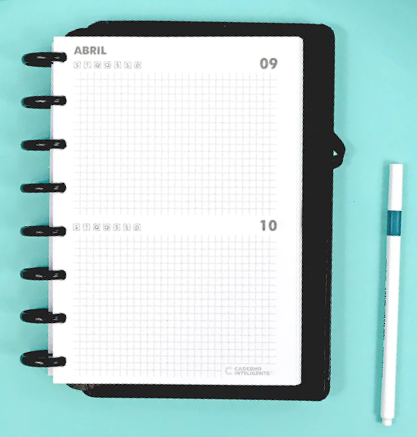 ABRIL
S T Q Q S S D
09
S T Q Q S S D
10
CADERNO
INTELIGENTE